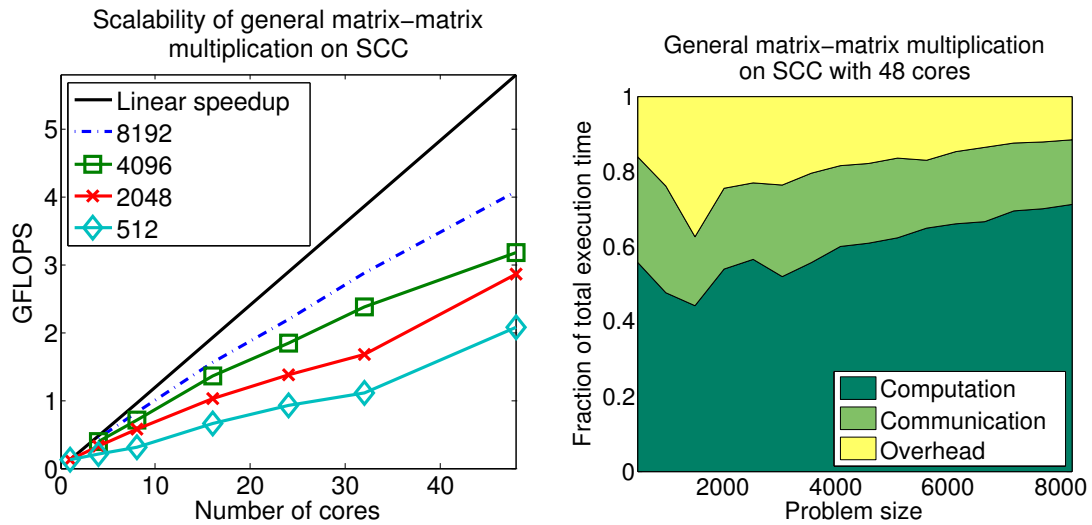 Scalability of general matrix−matrix
multiplication on SCC
Linear speedup
8192
4096
2048
512
GFLOPS
5
4
3
2
1
0
0
10
20
30
40
Number of cores
General matrix−matrix multiplication
on SCC with 48 cores
Fraction of total execution time
1
0.8
0.6
0.4
0.2
0
Computation
Communication
Overhead
2000
4000
6000
8000
Problem size